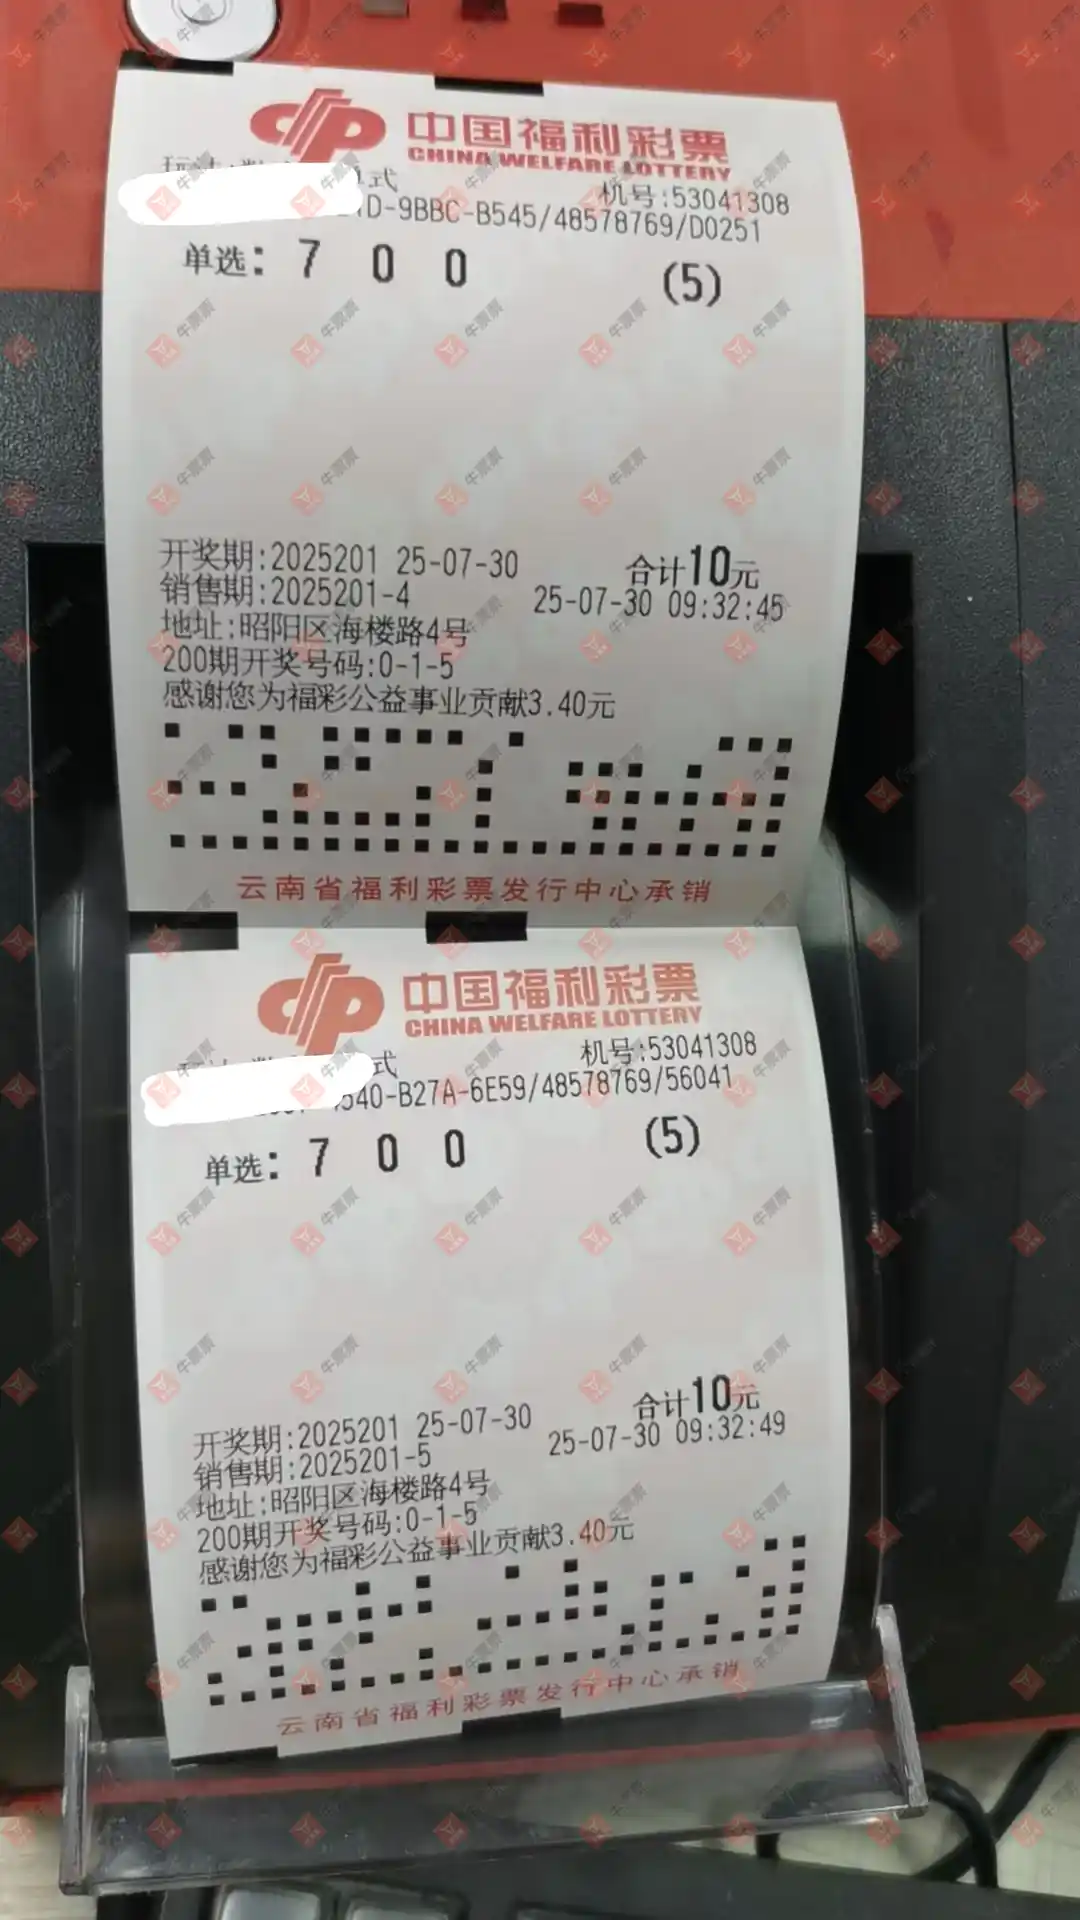 中国福利彩票
CHINA WELFARE LOTTERY
式
机号:53041308
1D-9BBC-B545/48578769/D0251
单选: 7 0 0 (5)
开奖期:2025201 25-07-30 合计10元
销售期:2025201-4 25-07-30 09:32:45
地址:昭阳区海楼路4号
200期开奖号码:0-1-5
感谢您为福彩公益事业贡献3.40元
云南省福利彩票发行中心承销
中国福利彩票
CHINA WELFARE LOTTERY
式
机号:53041308
540-B27A-6E59/48578769/56041
单选: 7 0 0 (5)
开奖期:2025201 25-07-30 合计10元
销售期:2025201-5 25-07-30 09:32:49
地址:昭阳区海楼路4号
200期开奖号码:0-1-5
感谢您为福彩公益事业贡献3.40元
云南省福利彩票发行中心承销
牛票票